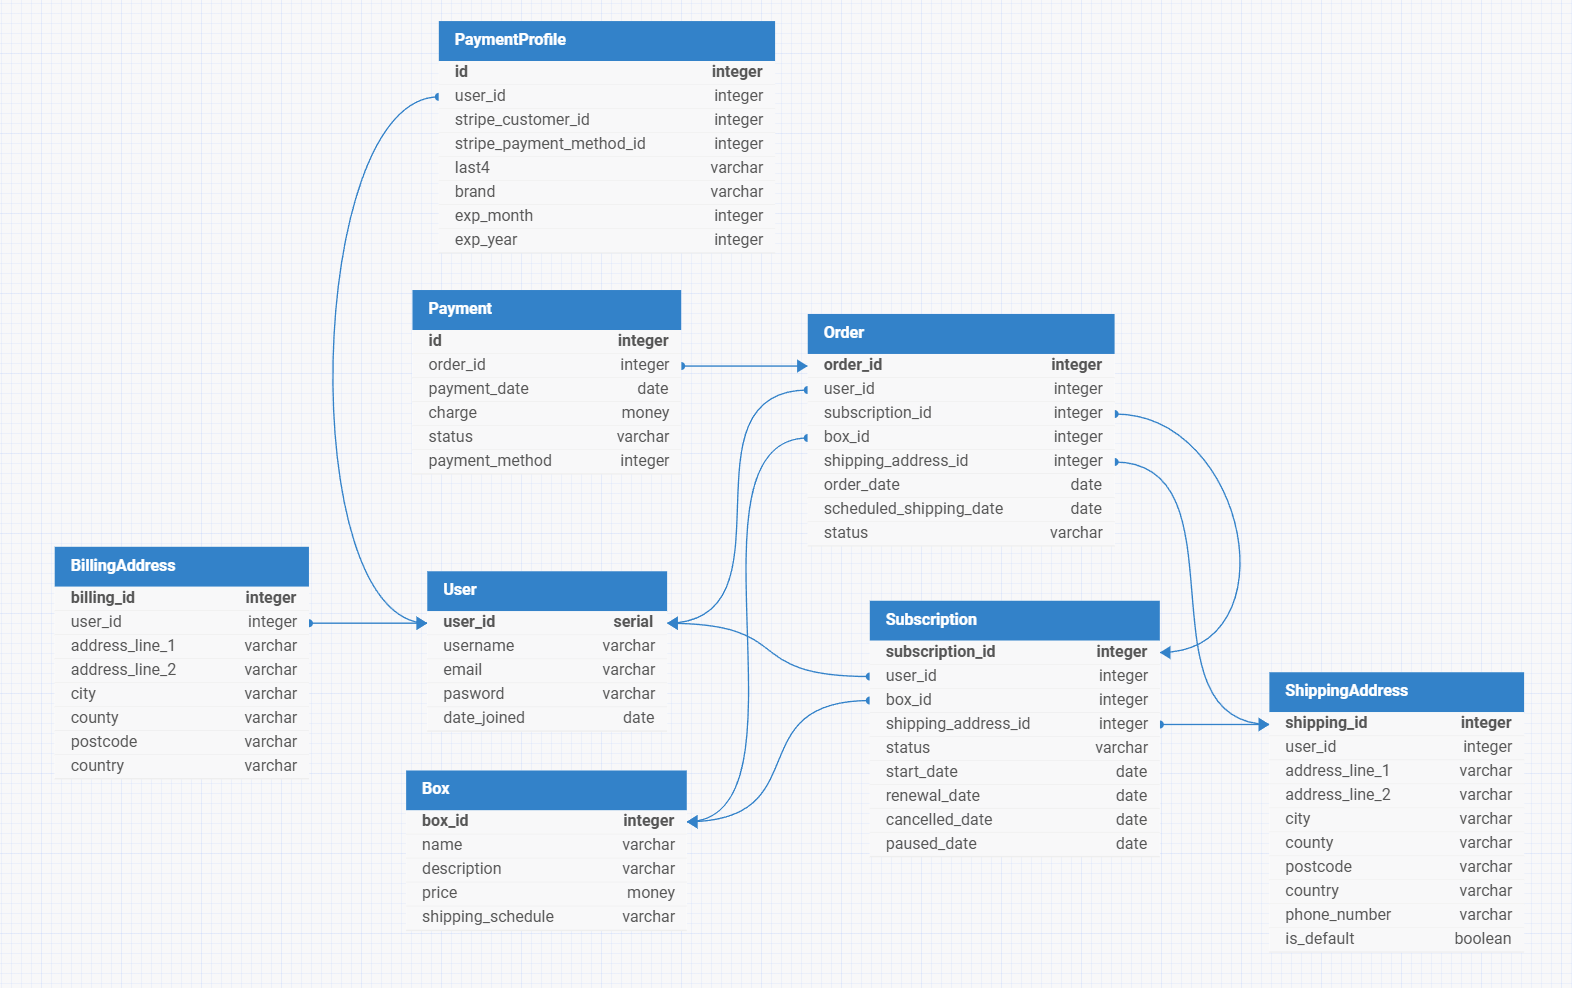 PaymentProfile
id integer
user_id integer
stripe_customer_id integer
stripe_payment_method_id integer
last4 varchar
brand varchar
exp_month integer
exp_year integer
Payment
id integer
order_id integer
payment_date date
charge money
status varchar
payment_method integer
Order
order_id integer
user_id integer
subscription_id integer
box_id integer
shipping_address_id integer
order_date date
scheduled_shipping_date date
status varchar
BillingAddress
billing_id integer
user_id integer
address_line_1 varchar
address_line_2 varchar
city varchar
county varchar
postcode varchar
country varchar
User
user_id serial
username varchar
email varchar
pasword varchar
date_joined date
Subscription
subscription_id integer
user_id integer
box_id integer
shipping_address_id integer
status varchar
start_date date
renewal_date date
cancelled_date date
paused_date date
ShippingAddress
shipping_id integer
user_id integer
address_line_1 varchar
address_line_2 varchar
city varchar
county varchar
postcode varchar
country varchar
phone_number varchar
is_default boolean
Box
box_id integer
name varchar
description varchar
price money
shipping_schedule varchar